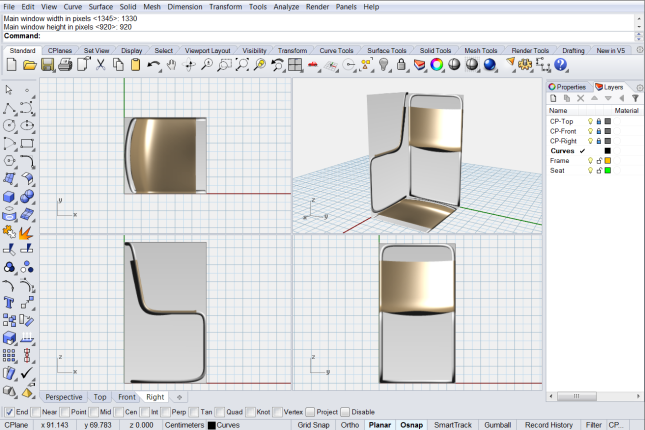 File Edit View Curve Surface Solid Mesh Dimension Transform Tools Analyze Render Panels Help
Main window width in pixels <1345>: 1330
Main window height in pixels <920>: 920
Command:
Standard CPlanes Set View Display Select Viewport Layout Visibility Transform Curve Tools Surface Tools Solid Tools Mesh Tools Render Tools Drafting New in V5
Properties Layers
Name Material
CP-Top
CP-Front
CP-Right
Curves
Frame
Seat
y
x
z
x y
z
x
z
y
Perspective Top Front Right
End Near Point Mid Cen Int Perp Tan Quad Knot Vertex Project Disable
CPlane x 91.143 y 69.783 z 0.000 Centimeters Curves Grid Snap Ortho Planar Osnap SmartTrack Gumball Record History Filter CP...